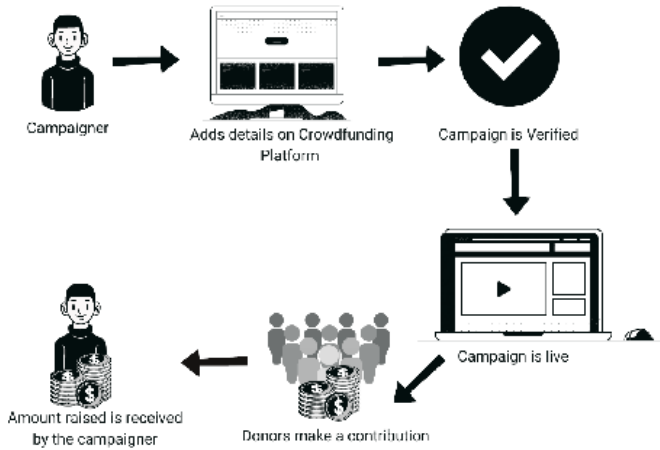 Campaigner
Adds details on Crowdfunding
Platform
Campaign is Verified
Campaign is live
Donors make a contribution
Amount raised is received
by the campaigner